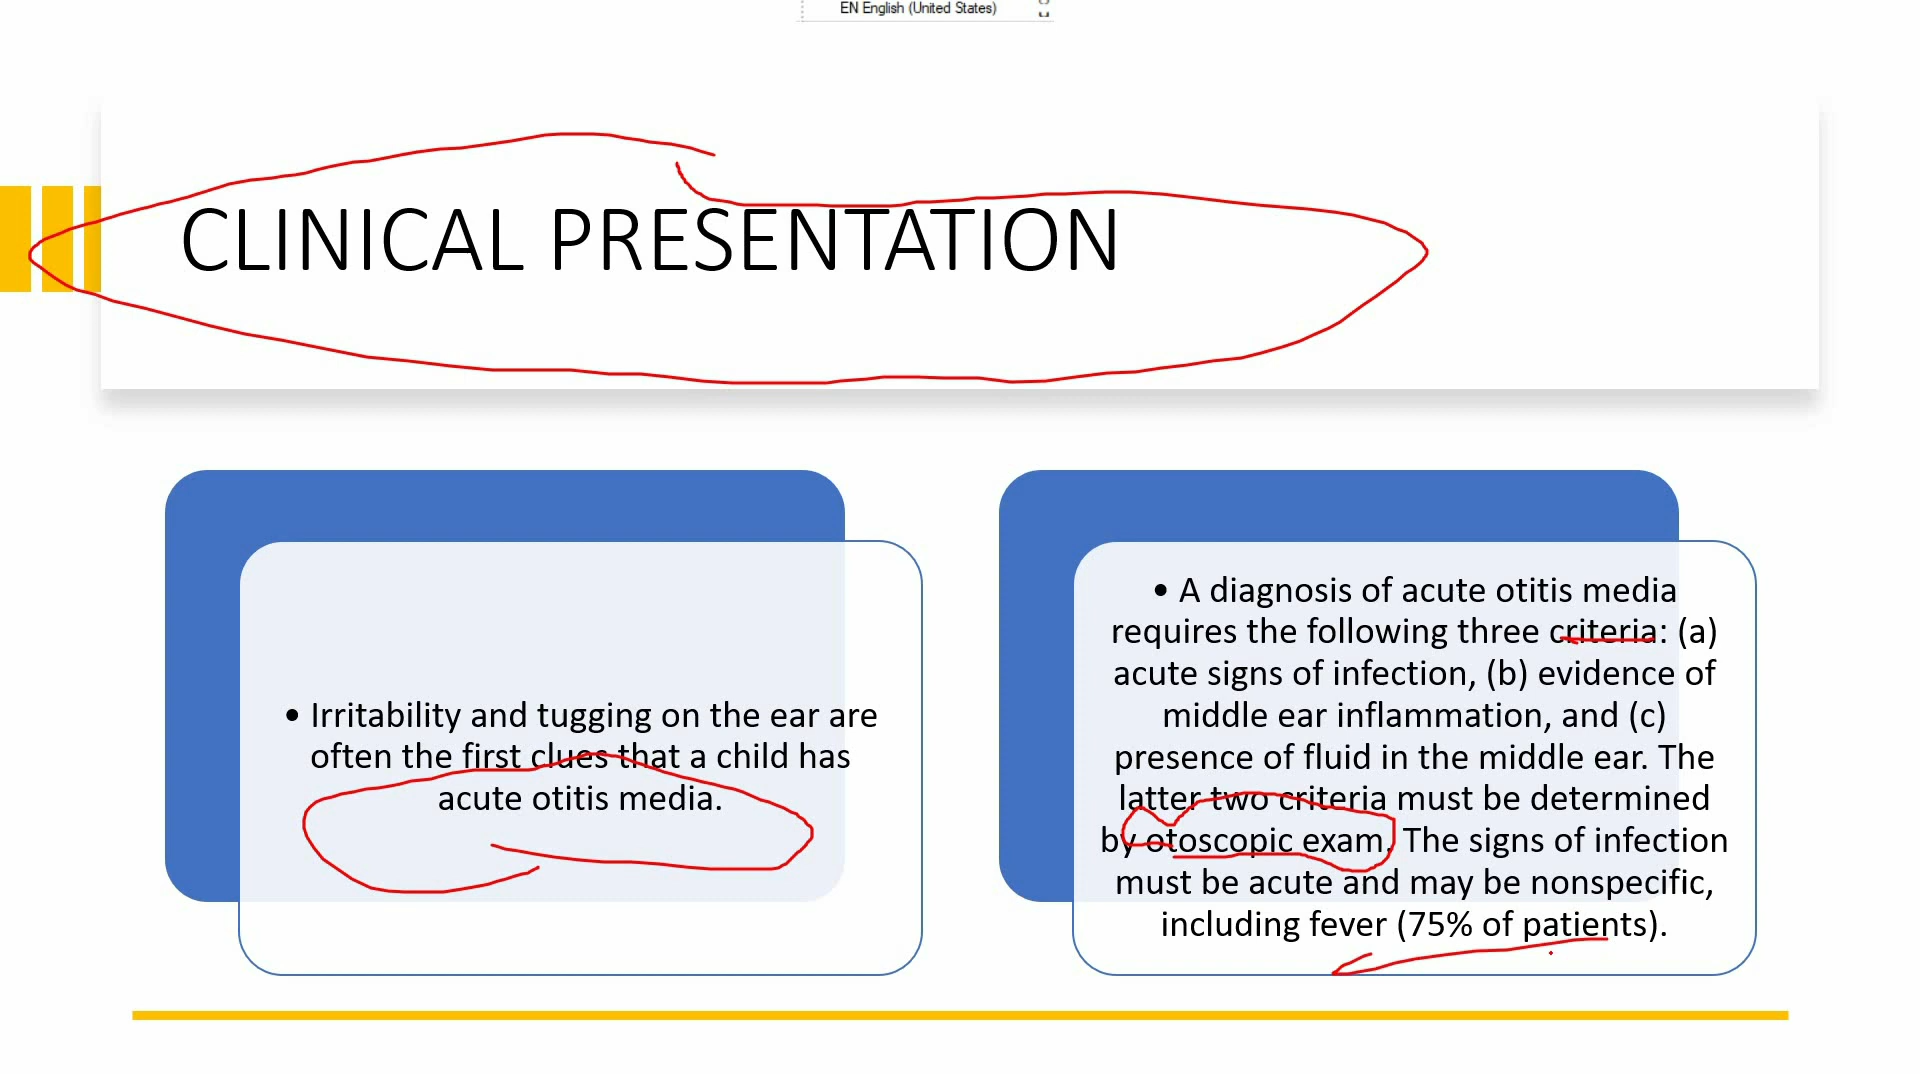 EN English (United States)
CLINICAL PRESENTATION
• Irritability and tugging on the ear are
often the first clues that a child has
acute otitis media.
• A diagnosis of acute otitis media
requires the following three criteria: (a)
acute signs of infection, (b) evidence of
middle ear inflammation, and (c)
presence of fluid in the middle ear. The
latter two criteria must be determined
by otoscopic exam. The signs of infection
must be acute and may be nonspecific,
including fever (75% of patients).